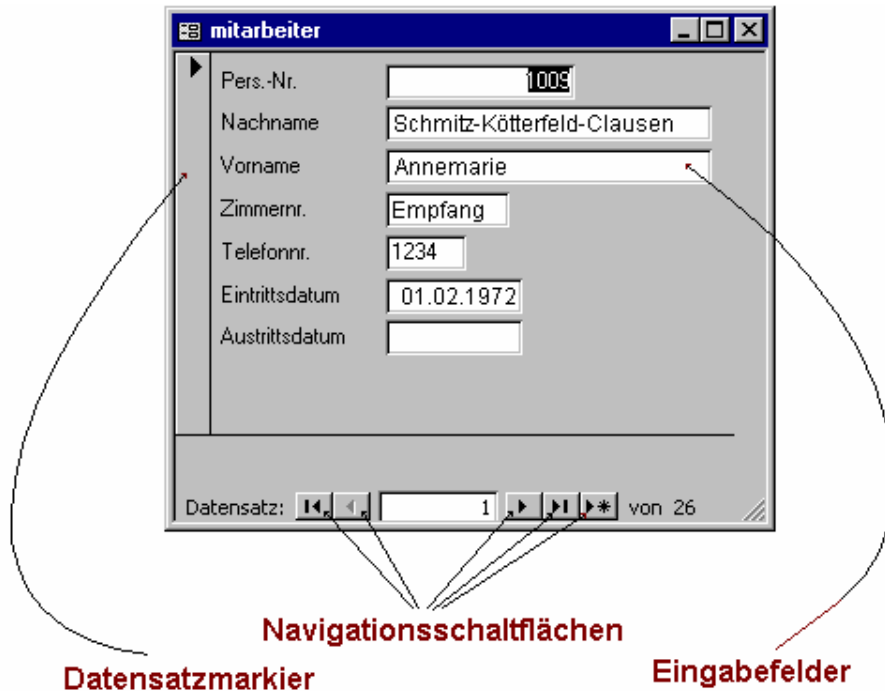 mitarbeiter
Pers.-Nr. 1009
Nachname Schmitz-Kötterfeld-Clausen
Vorname Annemarie
Zimmernr. Empfang
Telefonnr. 1234
Eintrittsdatum 01.02.1972
Austrittsdatum
Datensatz: 1 von 26
Navigationsschaltflächen
Datensatzmarkier
Eingabefelder